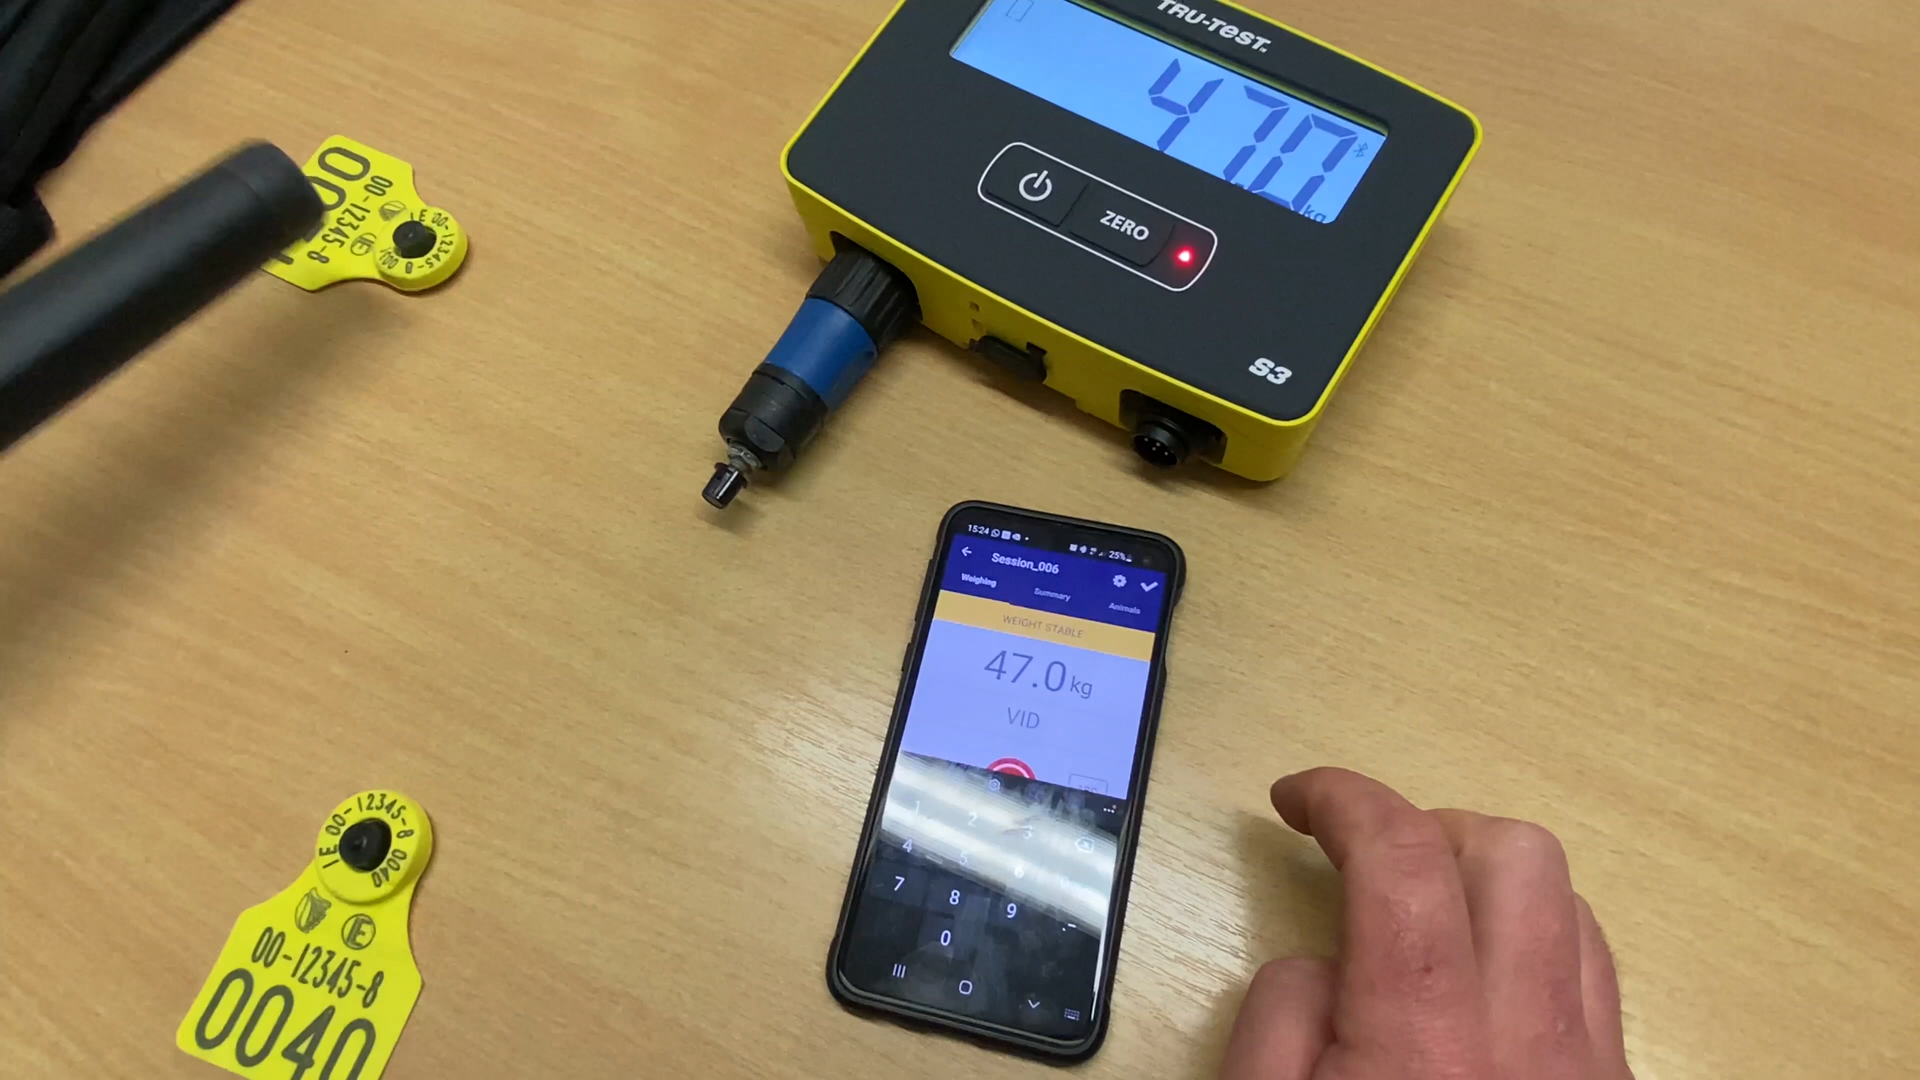 TRU-TEST
47.0
kg
ZERO
S3
00-12345-8
IE 00-12345-8
IE
15:24
25%
Session_006
Weighing
Summary
Animals
WEIGHT STABLE
47.0 kg
VID
1 2 3
4 5 6
7 8 9
0
IE 00-12345-8 0040
IE
00-12345-8
0040